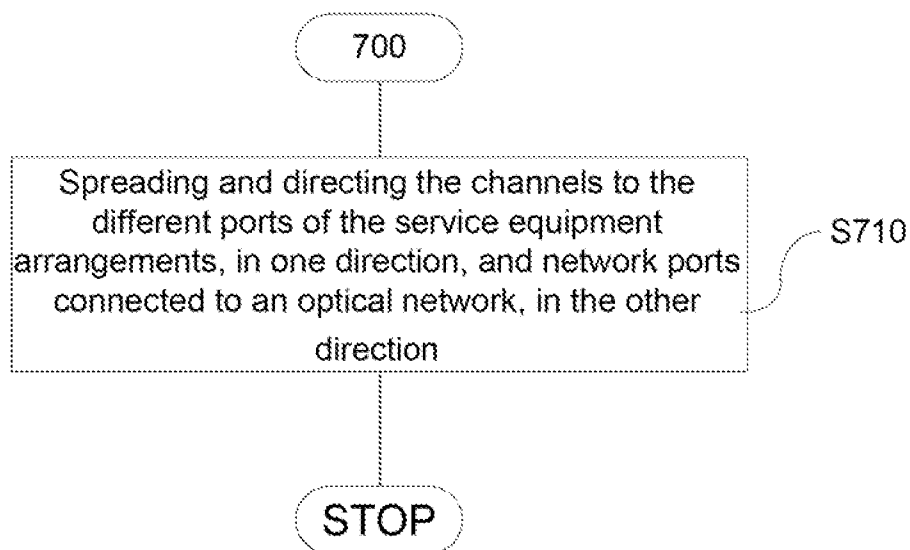 700
Spreading and directing the channels to the
different ports of the service equipment
arrangements, in one direction, and network ports
connected to an optical network, in the other
direction
S710
STOP